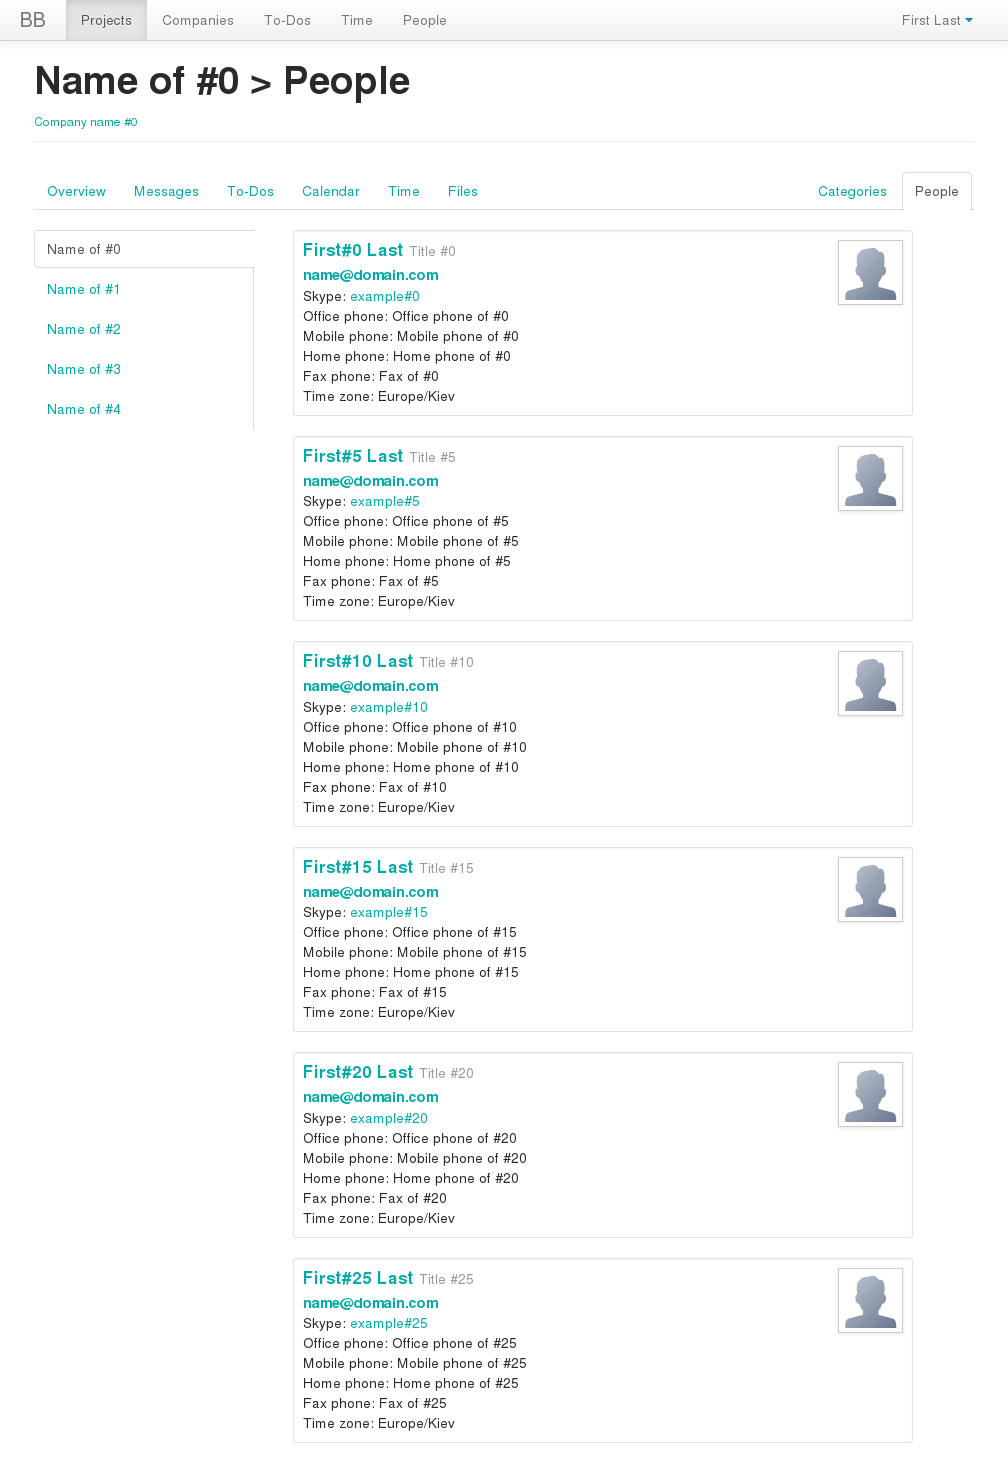 BB Projects Companies To-Dos Time People First Last
Name of #0 > People
Company name #0
Overview Messages To-Dos Calendar Time Files Categories People
Name of #0
Name of #1
Name of #2
Name of #3
Name of #4
First#0 Last Title #0
name@domain.com
Skype: example#0
Office phone: Office phone of #0
Mobile phone: Mobile phone of #0
Home phone: Home phone of #0
Fax phone: Fax of #0
Time zone: Europe/Kiev
First#5 Last Title #5
name@domain.com
Skype: example#5
Office phone: Office phone of #5
Mobile phone: Mobile phone of #5
Home phone: Home phone of #5
Fax phone: Fax of #5
Time zone: Europe/Kiev
First#10 Last Title #10
name@domain.com
Skype: example#10
Office phone: Office phone of #10
Mobile phone: Mobile phone of #10
Home phone: Home phone of #10
Fax phone: Fax of #10
Time zone: Europe/Kiev
First#15 Last Title #15
name@domain.com
Skype: example#15
Office phone: Office phone of #15
Mobile phone: Mobile phone of #15
Home phone: Home phone of #15
Fax phone: Fax of #15
Time zone: Europe/Kiev
First#20 Last Title #20
name@domain.com
Skype: example#20
Office phone: Office phone of #20
Mobile phone: Mobile phone of #20
Home phone: Home phone of #20
Fax phone: Fax of #20
Time zone: Europe/Kiev
First#25 Last Title #25
name@domain.com
Skype: example#25
Office phone: Office phone of #25
Mobile phone: Mobile phone of #25
Home phone: Home phone of #25
Fax phone: Fax of #25
Time zone: Europe/Kiev